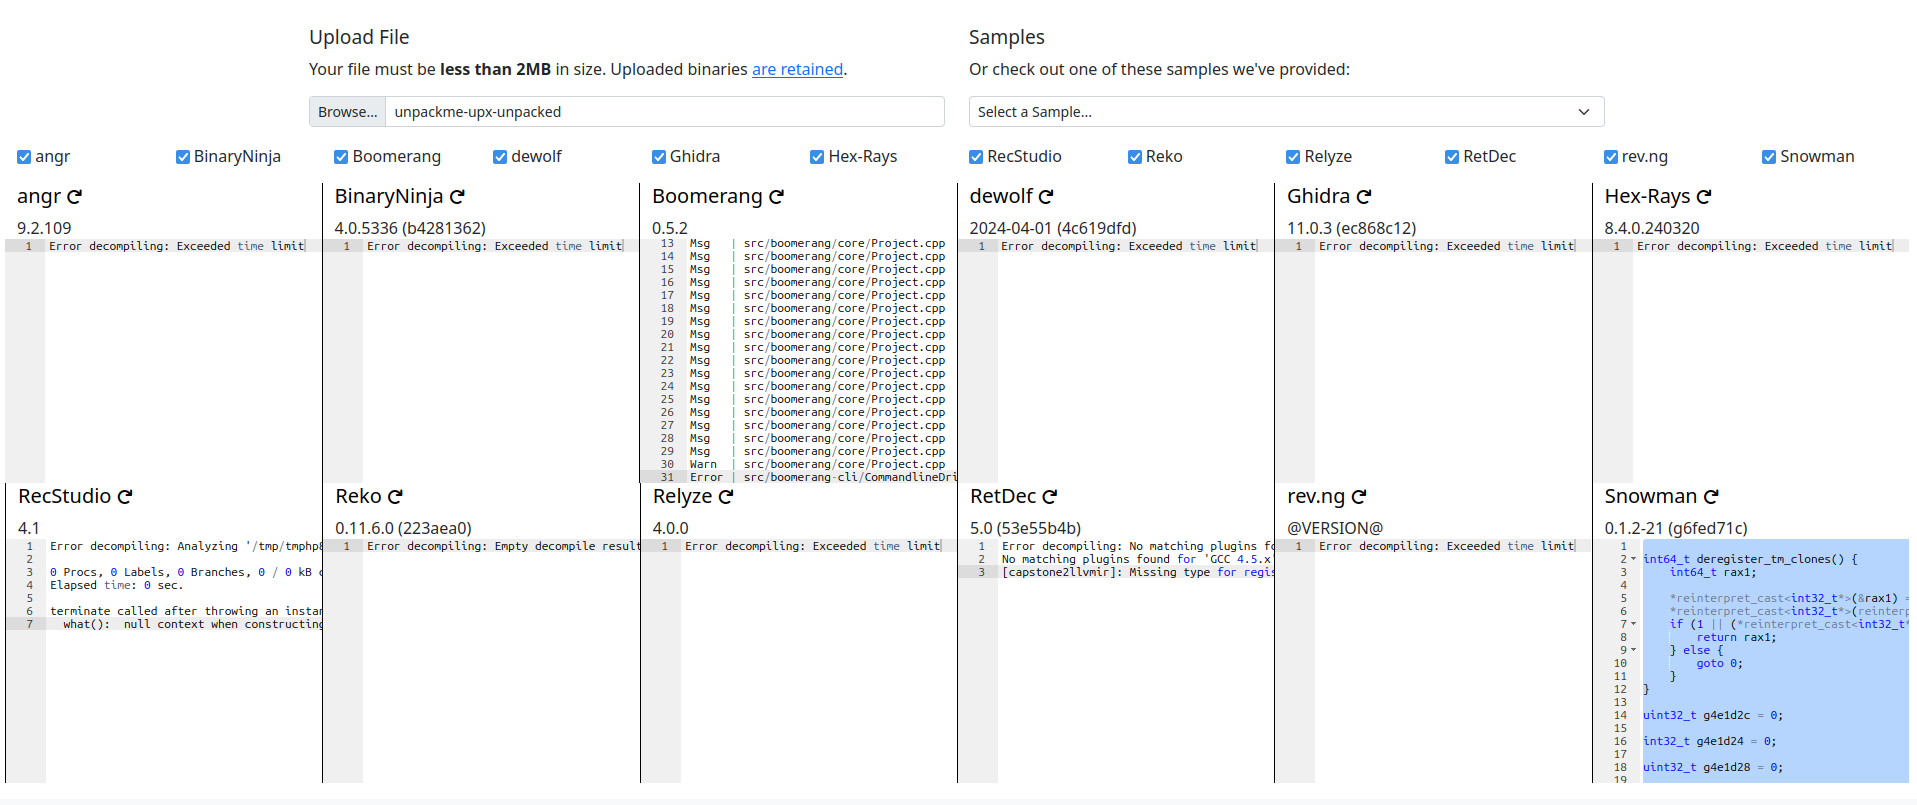 Upload File
Your file must be less than 2MB in size. Uploaded binaries are retained.
Browse... unpackme-upx-unpacked
Samples
Or check out one of these samples we've provided:
Select a Sample...
angr BinaryNinja Boomerang dewolf Ghidra Hex-Rays RecStudio Reko Relyze RetDec rev.ng Snowman
angr
9.2.109
1 Error decompiling: Exceeded time limit
BinaryNinja
4.0.5336 (b4281362)
1 Error decompiling: Exceeded time limit
Boomerang
0.5.2
13 Msg | src/boomerang/core/Project.cpp
14 Msg | src/boomerang/core/Project.cpp
15 Msg | src/boomerang/core/Project.cpp
16 Msg | src/boomerang/core/Project.cpp
17 Msg | src/boomerang/core/Project.cpp
18 Msg | src/boomerang/core/Project.cpp
19 Msg | src/boomerang/core/Project.cpp
20 Msg | src/boomerang/core/Project.cpp
21 Msg | src/boomerang/core/Project.cpp
22 Msg | src/boomerang/core/Project.cpp
23 Msg | src/boomerang/core/Project.cpp
24 Msg | src/boomerang/core/Project.cpp
25 Msg | src/boomerang/core/Project.cpp
26 Msg | src/boomerang/core/Project.cpp
27 Msg | src/boomerang/core/Project.cpp
28 Msg | src/boomerang/core/Project.cpp
29 Msg | src/boomerang/core/Project.cpp
30 Warn | src/boomerang/core/Project.cpp
31 Error | src/boomerang-cli/CommandlineDri
dewolf
2024-04-01 (4c619dfd)
1 Error decompiling: Exceeded time limit
Ghidra
11.0.3 (ec868c12)
1 Error decompiling: Exceeded time limit
Hex-Rays
8.4.0.240320
1 Error decompiling: Exceeded time limit
RecStudio
4.1
1 Error decompiling: Analyzing '/tmp/tmphp8
2
3 0 Procs, 0 Labels, 0 Branches, 0 / 0 kB c
4 Elapsed time: 0 sec.
5
6 terminate called after throwing an instan
7 what(): null context when constructing
Reko
0.11.6.0 (223aea0)
1 Error decompiling: Empty decompile result
Relyze
4.0.0
1 Error decompiling: Exceeded time limit
RetDec
5.0 (53e55b4b)
1 Error decompiling: No matching plugins fo
2 No matching plugins found for 'GCC 4.5.x
3 [capstone2llvmir]: Missing type for regis
rev.ng
@VERSION@
1 Error decompiling: Exceeded time limit
Snowman
0.1.2-21 (g6fed71c)
1
2 int64_t deregister_tm_clones() {
3 int64_t rax1;
4
5 *reinterpret_cast<int32_t*>(&rax1) =
6 *reinterpret_cast<int32_t*>(reinterp
7 if (1 || (*reinterpret_cast<int32_t*
8 return rax1;
9 } else {
10 goto 0;
11 }
12 }
13
14 uint32_t g4e1d2c = 0;
15
16 int32_t g4e1d24 = 0;
17
18 uint32_t g4e1d28 = 0;
19